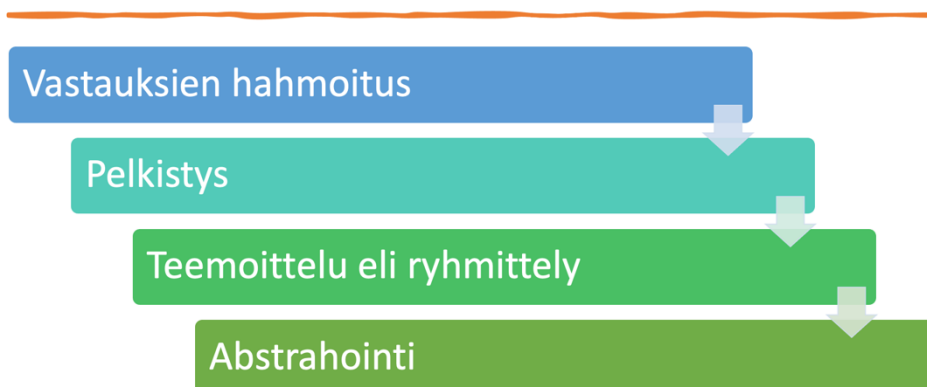 Vastauksien hahmoitus
Pelkistys
Teemoittelu eli ryhmittely
Abstrahointi